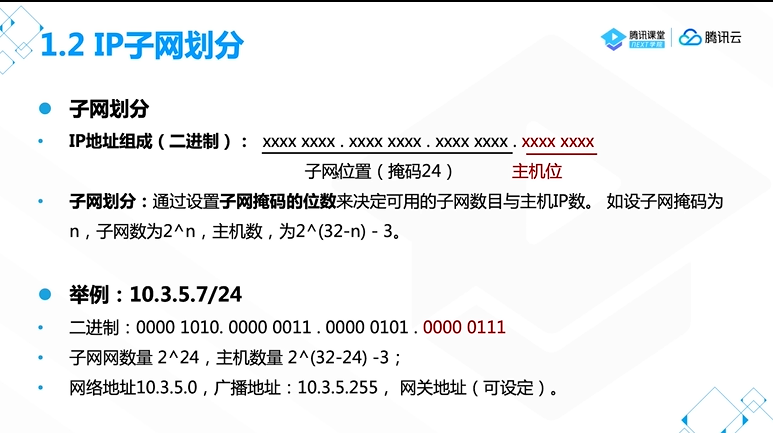 1.2 IP子网划分
腾讯课堂
NEXT学院
腾讯云
子网划分
IP地址组成（二进制）： xxxx xxxx . xxxx xxxx . xxxx xxxx . xxxx xxxx
子网位置（掩码24） 主机位
子网划分：通过设置子网掩码的位数来决定可用的子网数目与主机IP数。 如设子网掩码为
n，子网数为2^n，主机数，为2^(32-n) - 3。
举例：10.3.5.7/24
二进制：0000 1010. 0000 0011 . 0000 0101 . 0000 0111
子网网数量 2^24，主机数量 2^(32-24) -3；
网络地址10.3.5.0，广播地址：10.3.5.255， 网关地址（可设定）。